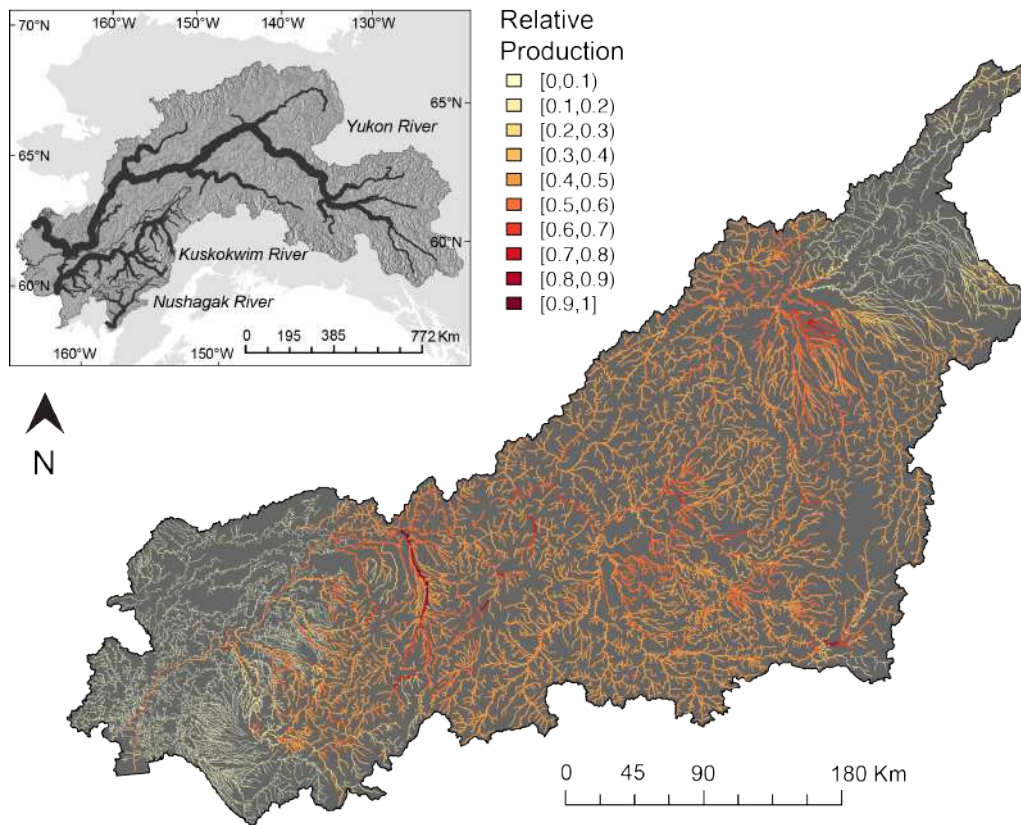 160°W 150°W 140°W 130°W
70°N
65°N
Yukon River
65°N
60°N
Kuskokwim River
60°N
Nushagak River
0 195 385 772 Km
160°W 150°W
N
Relative
Production
[0,0.1)
[0.1,0.2)
[0.2,0.3)
[0.3,0.4)
[0.4,0.5)
[0.5,0.6)
[0.6,0.7)
[0.7,0.8)
[0.8,0.9)
[0.9,1]
0 45 90 180 Km